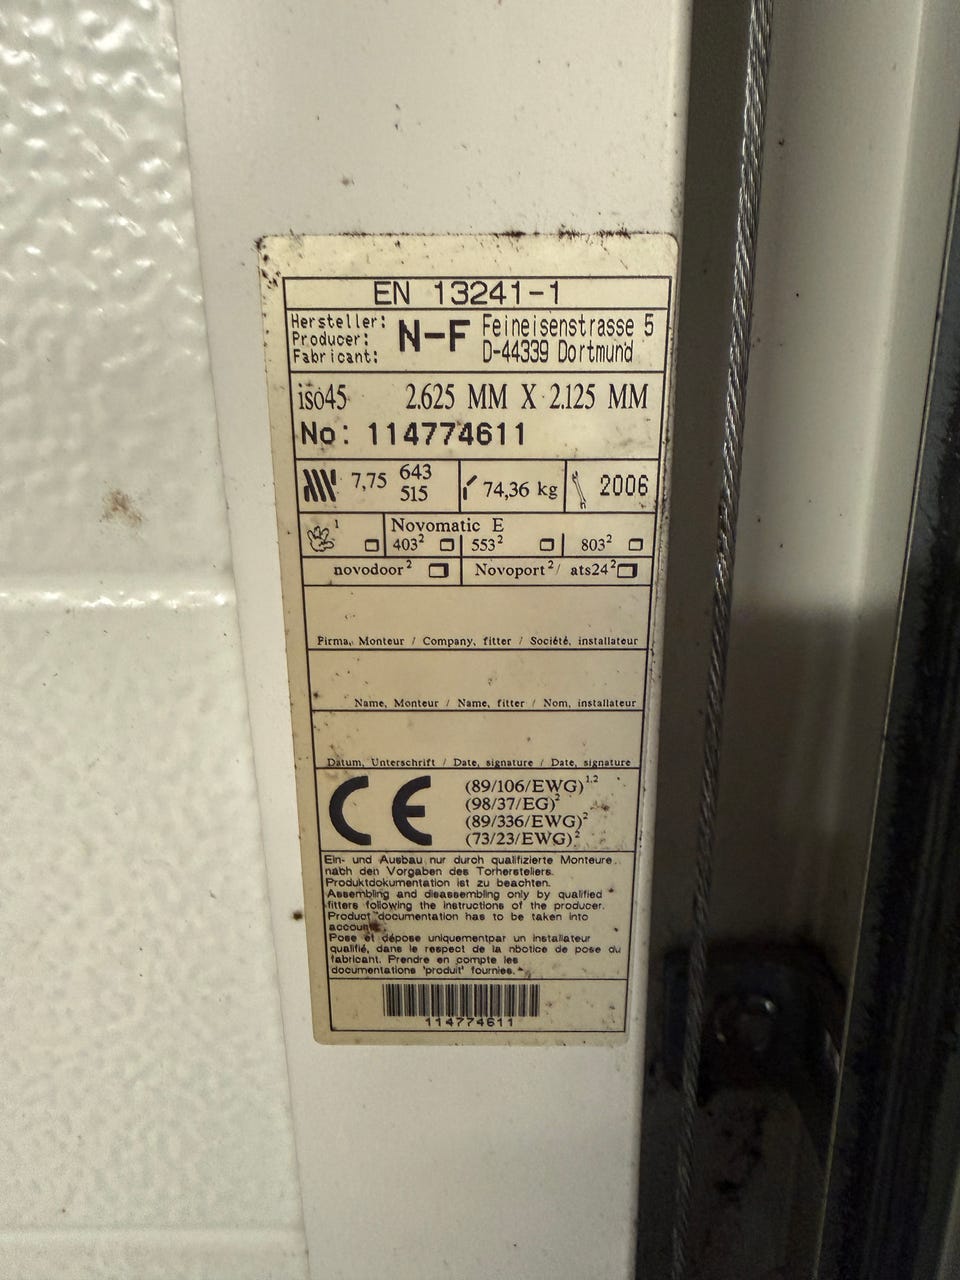 EN 13241-1
Hersteller:
Producer:
Fabricant:
N-F
Feineisenstrasse 5
D-44339 Dortmund
iso45 2.625 MM X 2.125 MM
No: 114774611
7,75 643
515
74,36 kg
2006
1
Novomatic E
403² 553² 803²
novodoor² Novoport²/ ats24²
Firma, Monteur / Company, fitter / Société, installateur
Name, Monteur / Name, fitter / Nom, installateur
Datum, Unterschrift / Date, signature / Date, signature
CE
(89/106/EWG)¹·²
(98/37/EG)²
(89/336/EWG)²
(73/23/EWG)²
Ein- und Ausbau nur durch qualifizierte Monteure
nabh den Vorgaben des Torherstellers.
Produktdokumentation ist zu beachten.
Assembling and disassembling only by qualified
fitters following the instructions of the producer.
Product documentation has to be taken into
account.
Pose et dépose uniquementpar un installateur
qualifié, dans le respect de la nbotice de pose du
fabricant. Prendre en compte les
documentations 'produit' fournies.
114774611